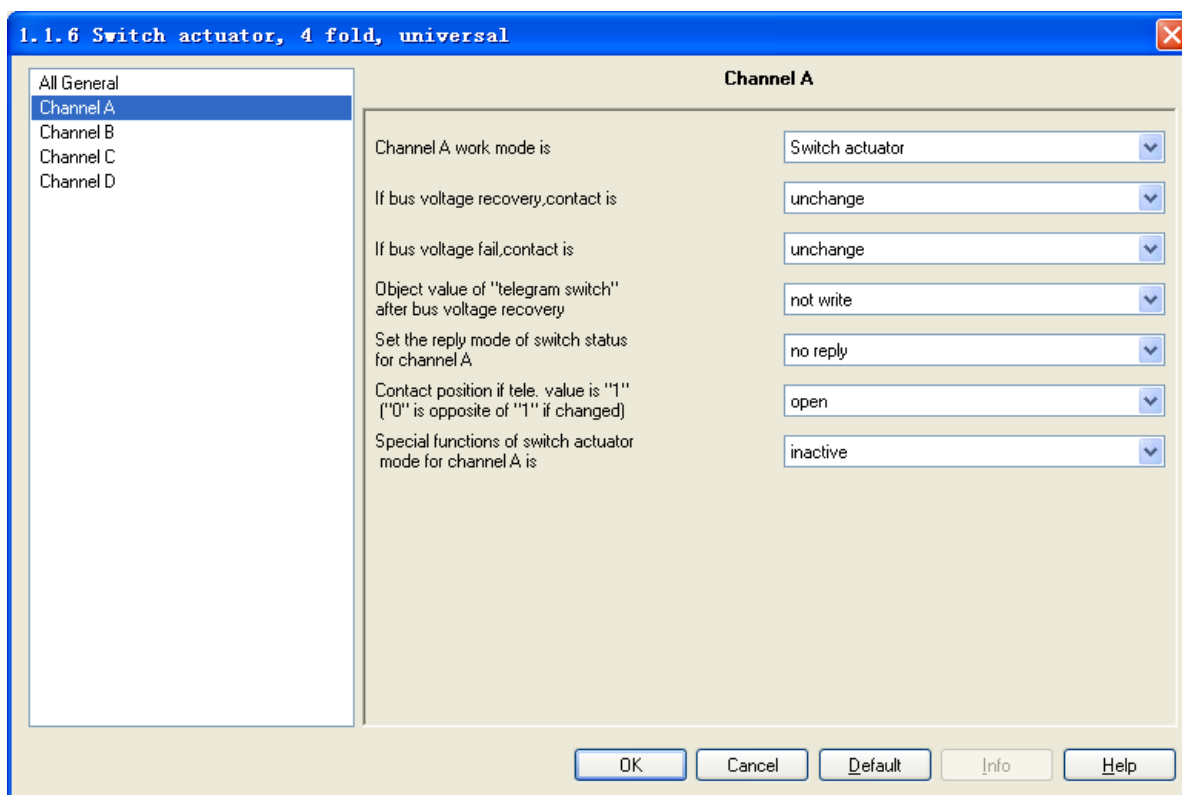 1.1.6 Switch actuator, 4 fold, universal
All General
Channel A
Channel B
Channel C
Channel D
Channel A
Channel A work mode is
Switch actuator
If bus voltage recovery,contact is
unchange
If bus voltage fail,contact is
unchange
Object value of "telegram switch"
after bus voltage recovery
not write
Set the reply mode of switch status
for channel A
no reply
Contact position if tele. value is "1"
("0" is opposite of "1" if changed)
open
Special functions of switch actuator
mode for channel A is
inactive
OK
Cancel
Default
Info
Help